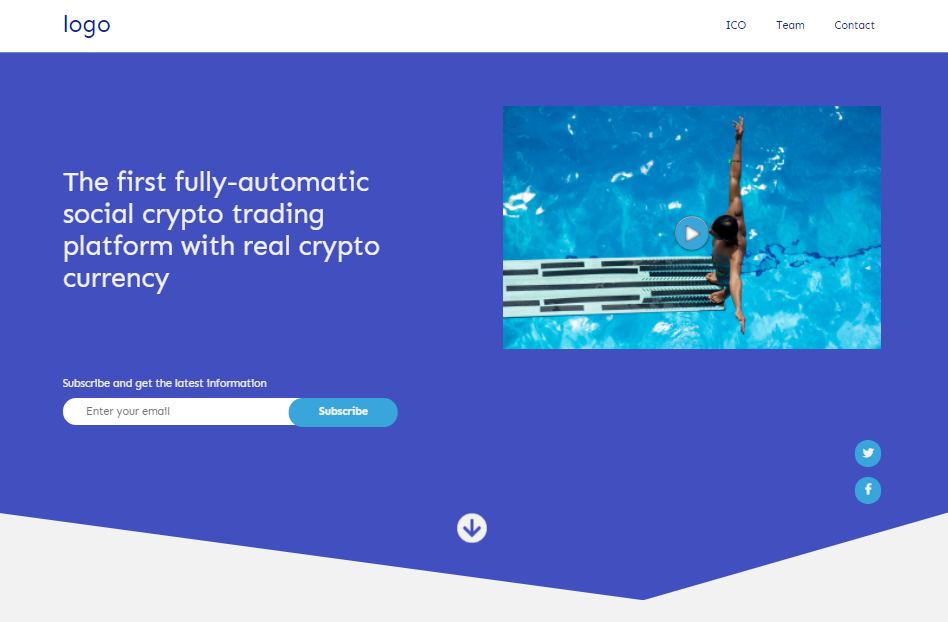 logo
ICO Team Contact
The first fully-automatic
social crypto trading
platform with real crypto
currency
Subscribe and get the latest information
Enter your email Subscribe